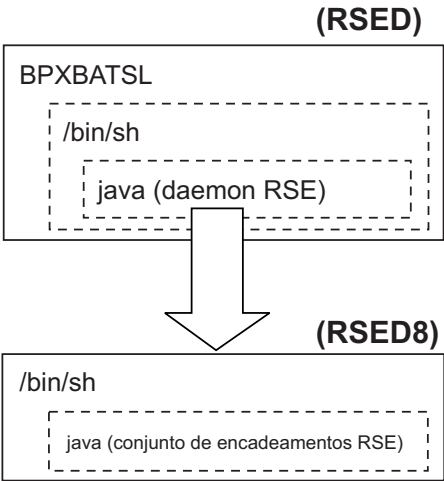 (RSED)
BPXBATSL
/bin/sh
java (daemon RSE)
(RSED8)
/bin/sh
java (conjunto de encadeamentos RSE)